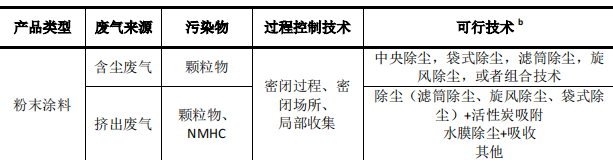 产品类型 废气来源 污染物 过程控制技术 可行技术 b
粉末涂料
含尘废气 颗粒物
密闭过程、密
闭场所、
局部收集
中央除尘，袋式除尘，滤筒除尘，旋
风除尘，或者组合技术
挤出废气
颗粒物、
NMHC
除尘（滤筒除尘、旋风除尘、袋式除
尘）+活性炭吸附
水膜除尘+吸收
其他